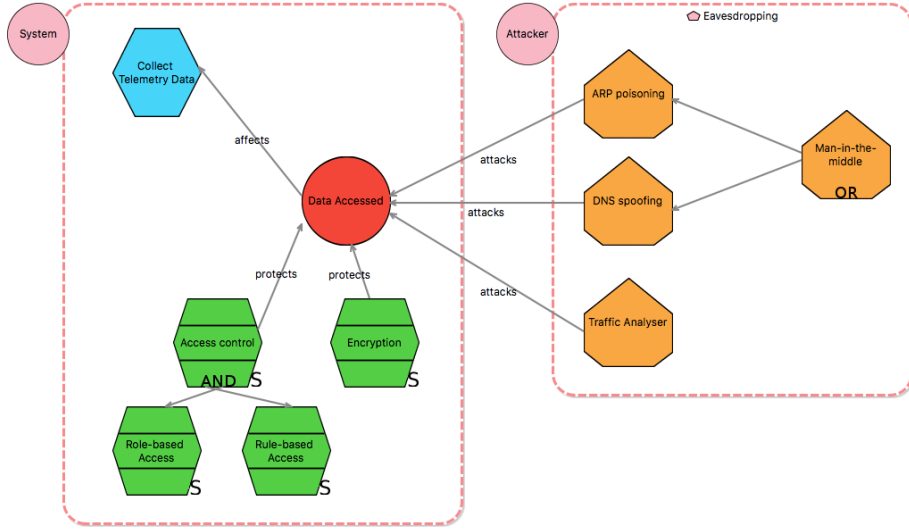 System
Attacker
Eavesdropping
Collect
Telemetry Data
ARP poisoning
Man-in-the-
middle
OR
affects
attacks
Data Accessed
attacks
DNS spoofing
protects
protects
attacks
Traffic Analyser
Access control
AND S
Encryption
S
Role-based
Access
S
Rule-based
Access
S